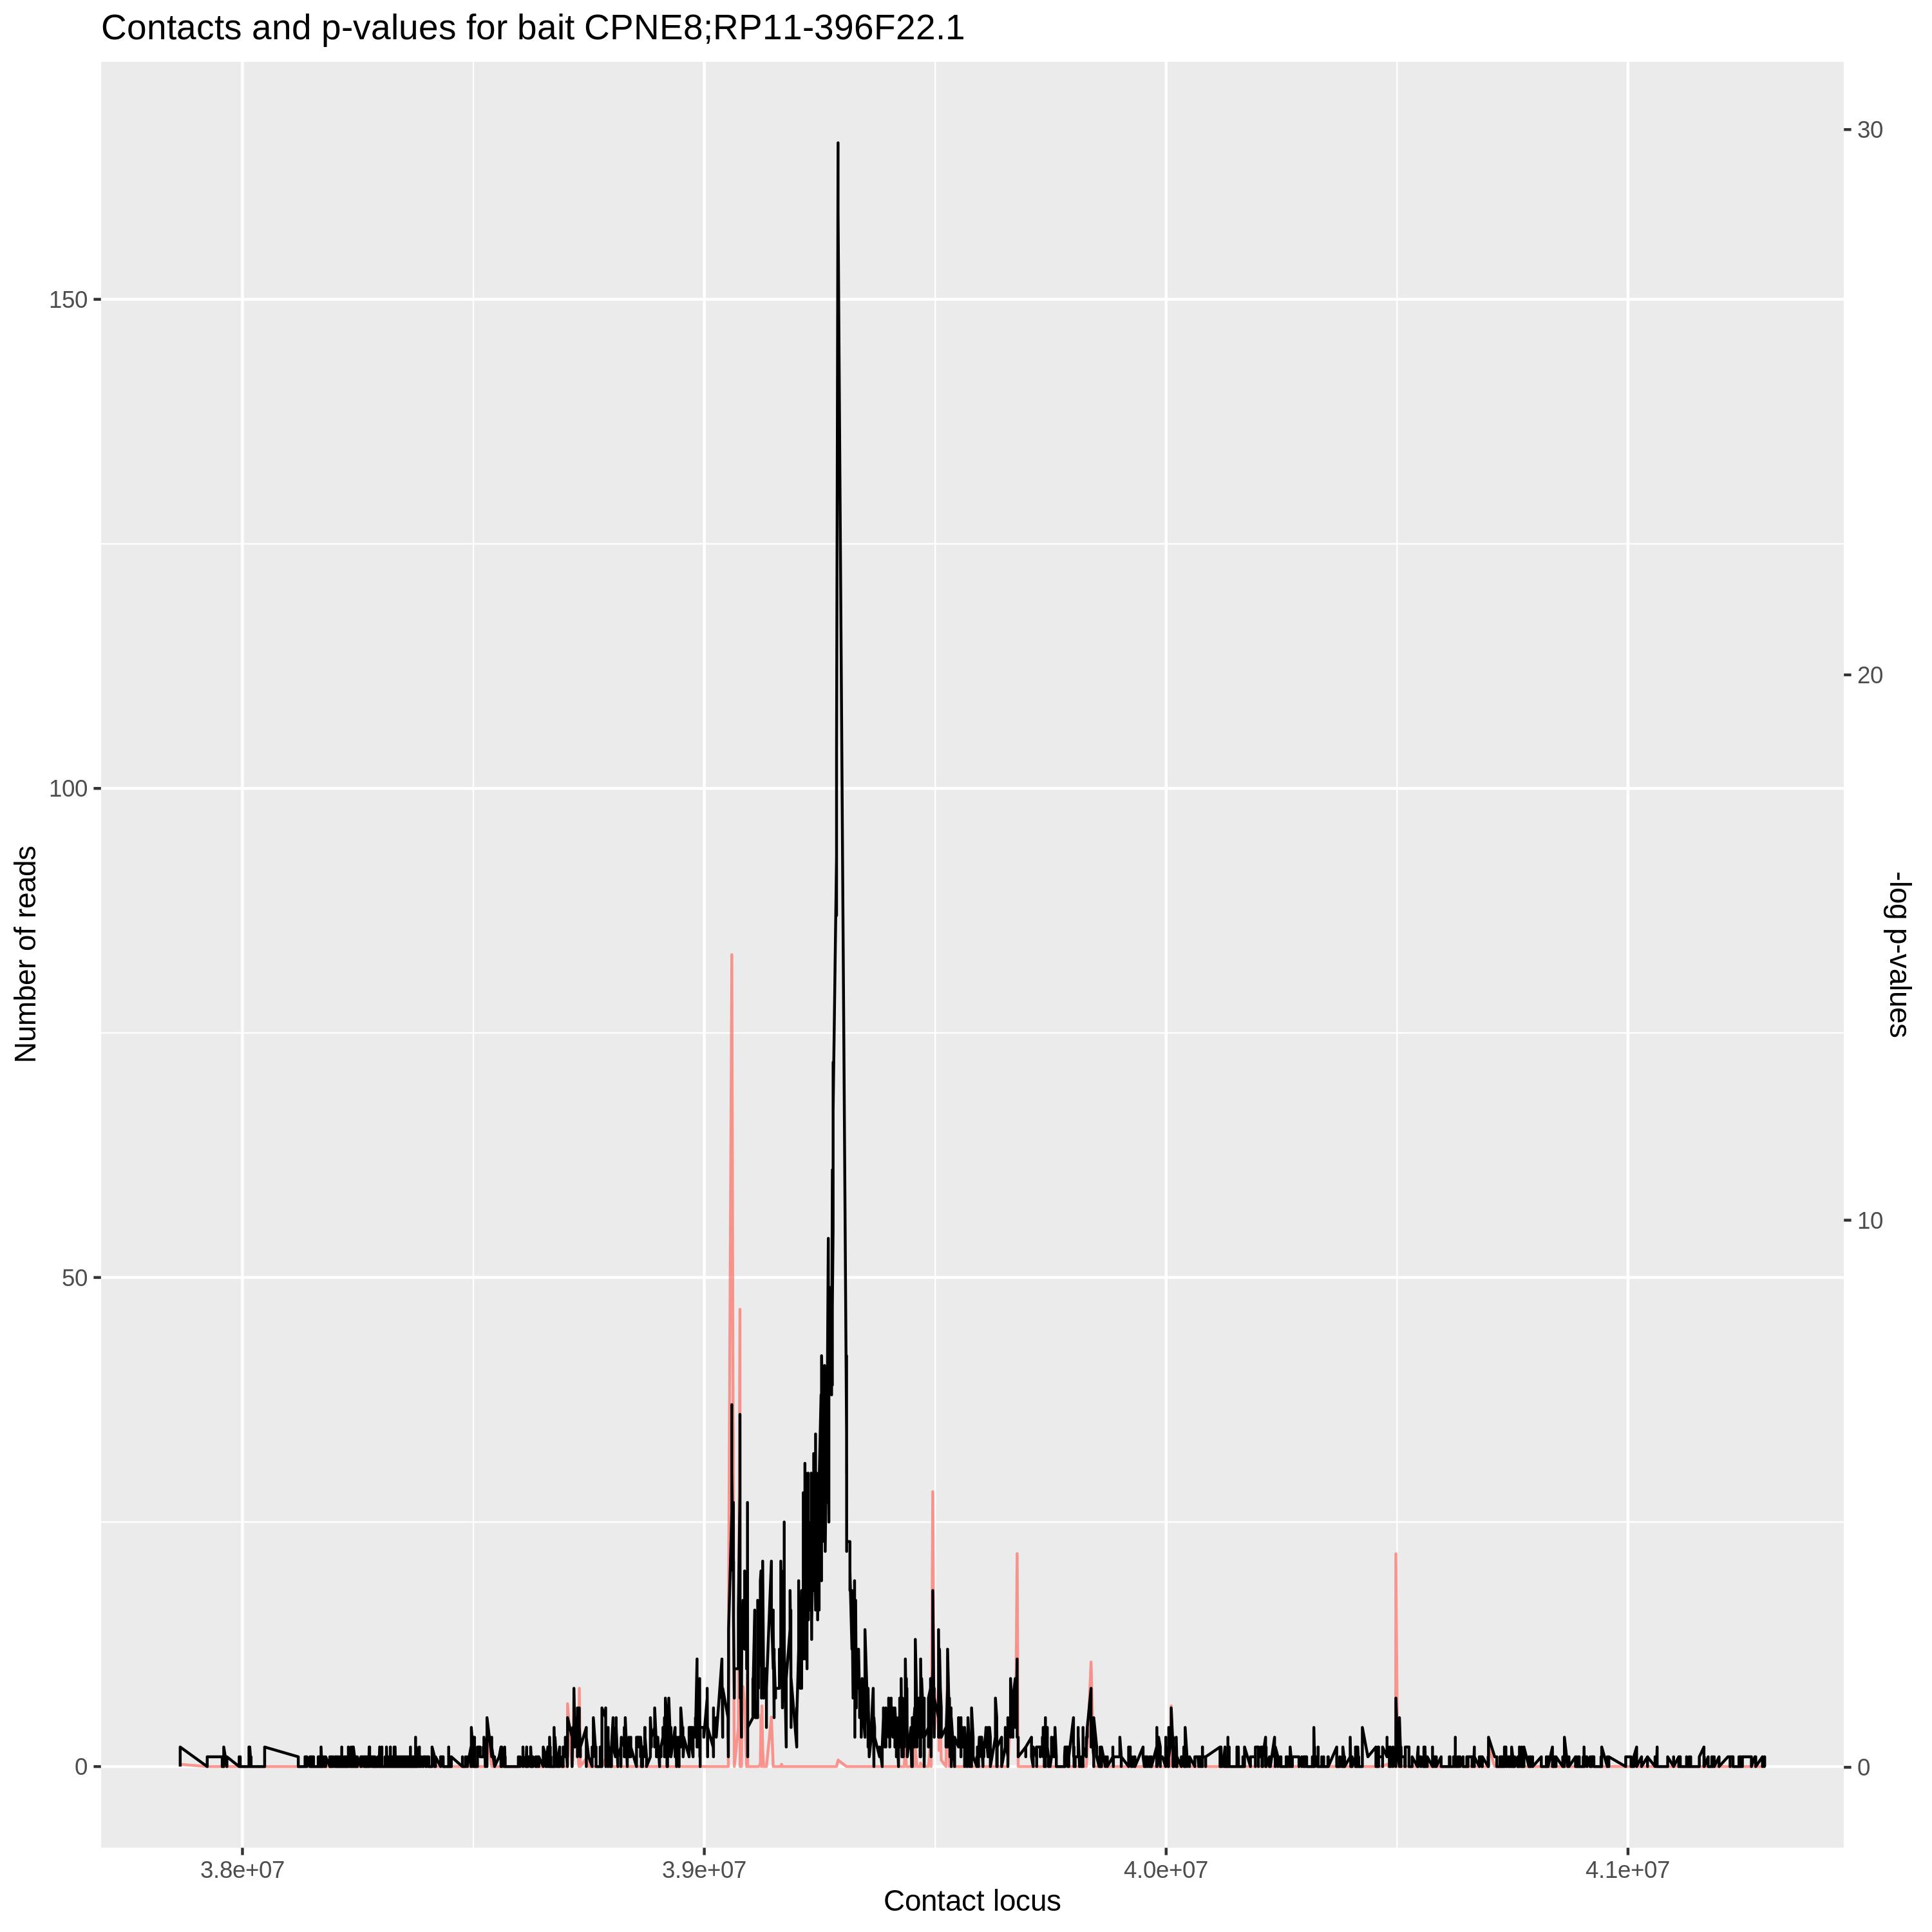 Contacts and p-values for bait CPNE8;RP11-396F22.1
Number of reads
150
100
50
0
30
20
10
0
-log p-values
3.8e+07
3.9e+07
4.0e+07
4.1e+07
Contact locus